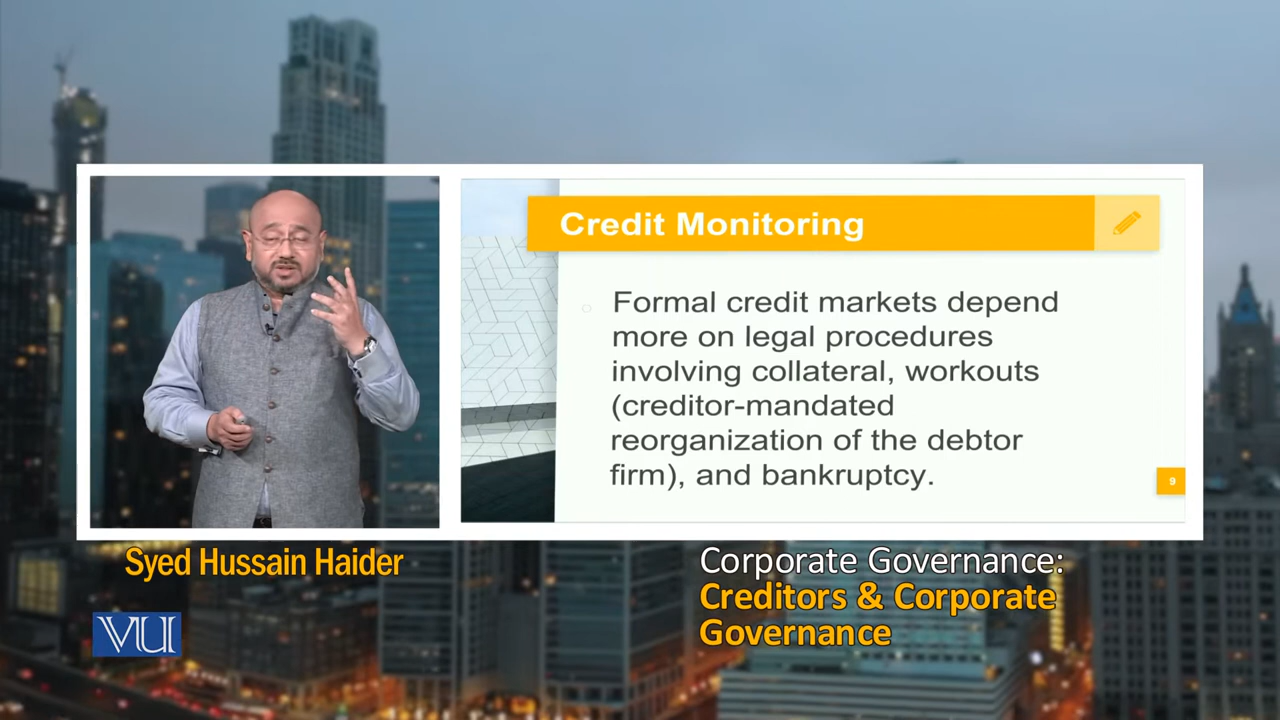 Credit Monitoring
Formal credit markets depend
more on legal procedures
involving collateral, workouts
(creditor-mandated
reorganization of the debtor
firm), and bankruptcy.
9
Syed Hussain Haider
Corporate Governance:
Creditors & Corporate
Governance
VU